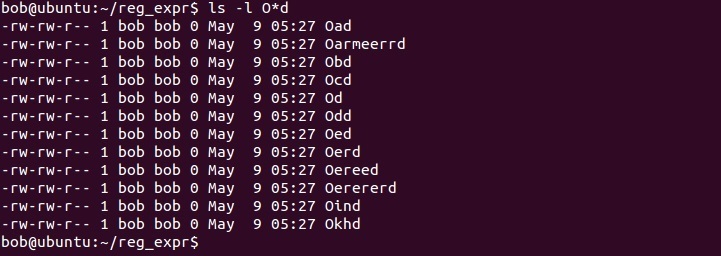 bob@ubuntu:~/reg_expr$ ls -l O*d
-rw-rw-r-- 1 bob bob 0 May  9 05:27 Oad
-rw-rw-r-- 1 bob bob 0 May  9 05:27 Oarmeerrd
-rw-rw-r-- 1 bob bob 0 May  9 05:27 Obd
-rw-rw-r-- 1 bob bob 0 May  9 05:27 Ocd
-rw-rw-r-- 1 bob bob 0 May  9 05:27 Od
-rw-rw-r-- 1 bob bob 0 May  9 05:27 Odd
-rw-rw-r-- 1 bob bob 0 May  9 05:27 Oed
-rw-rw-r-- 1 bob bob 0 May  9 05:27 Oerd
-rw-rw-r-- 1 bob bob 0 May  9 05:27 Oereed
-rw-rw-r-- 1 bob bob 0 May  9 05:27 Oerererd
-rw-rw-r-- 1 bob bob 0 May  9 05:27 Oind
-rw-rw-r-- 1 bob bob 0 May  9 05:27 Okhd
bob@ubuntu:~/reg_expr$